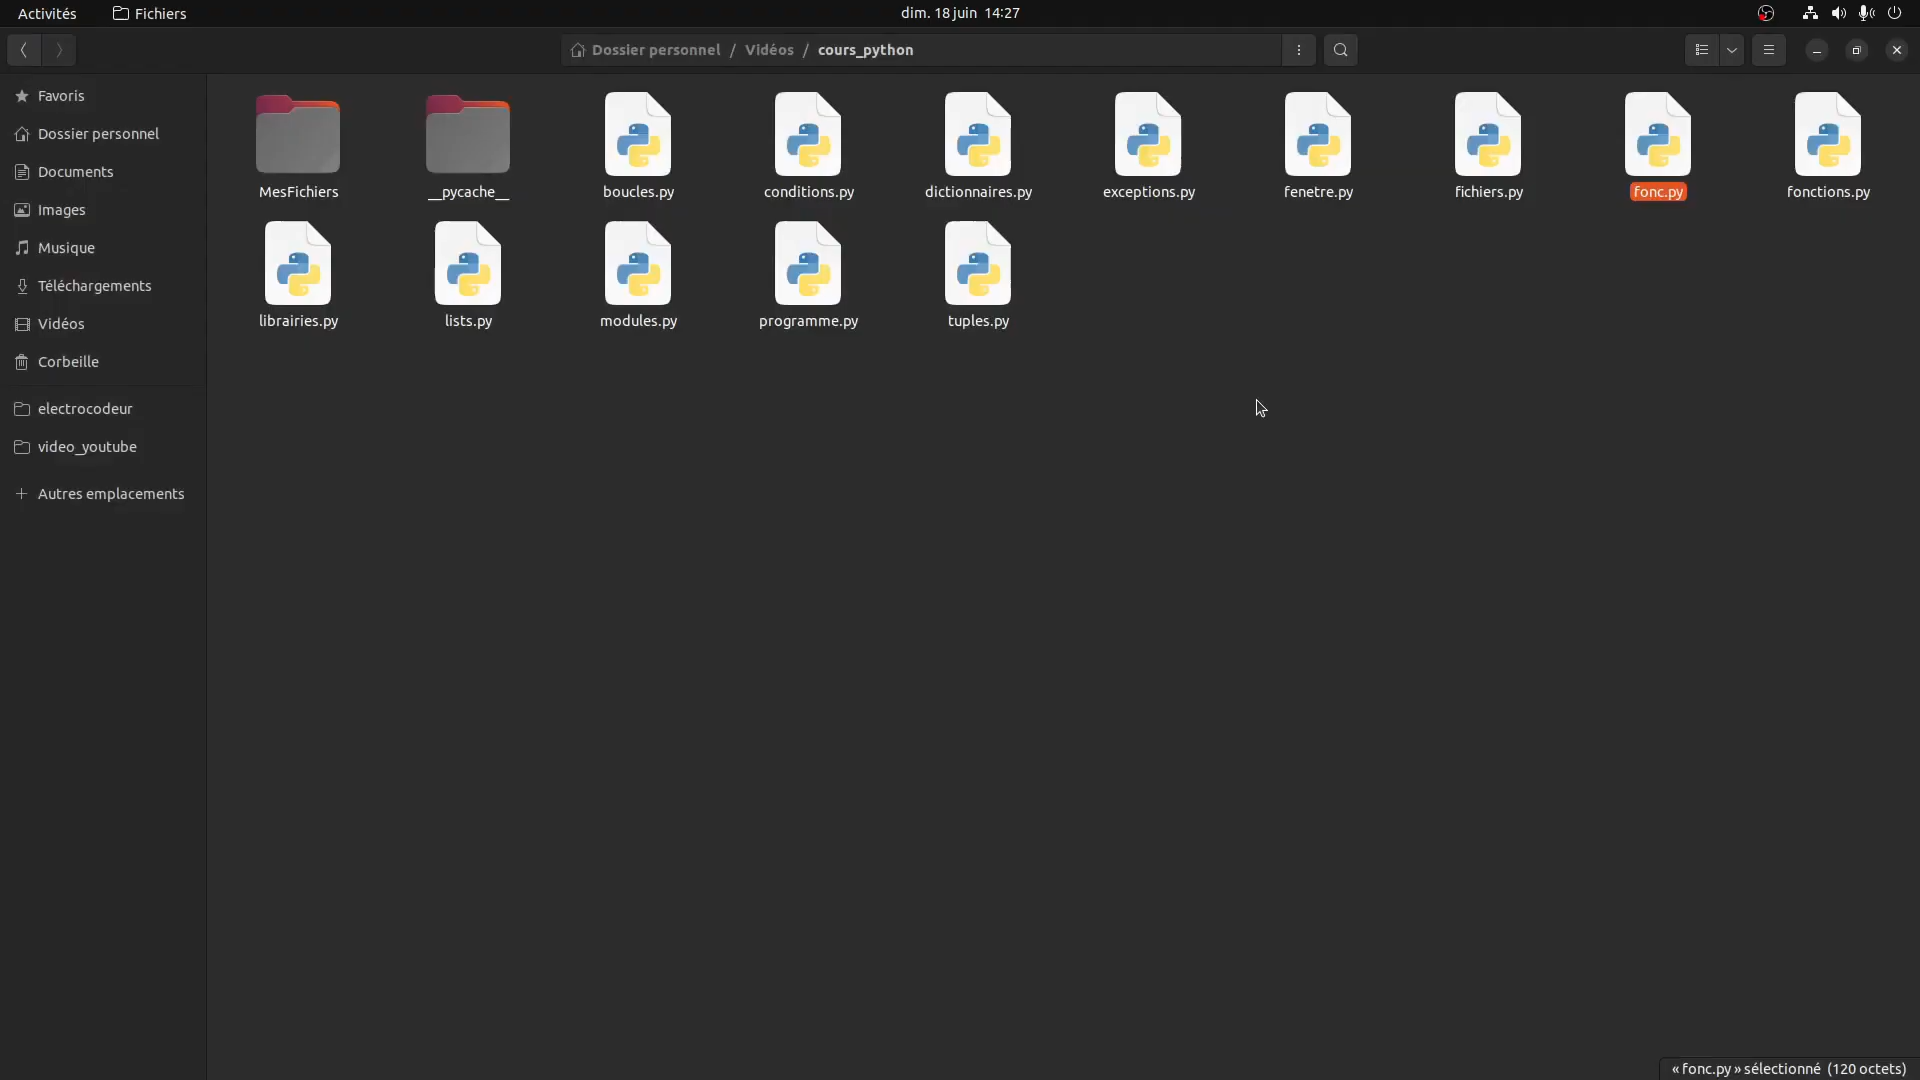 Activités Fichiers dim. 18 juin 14:27
Dossier personnel / Vidéos / cours_python
Favoris
Dossier personnel
Documents
Images
Musique
Téléchargements
Vidéos
Corbeille
electrocodeur
video_youtube
Autres emplacements
MesFichiers __pycache__ boucles.py conditions.py dictionnaires.py exceptions.py fenetre.py fichiers.py fonc.py fonctions.py
librairies.py lists.py modules.py programme.py tuples.py
« fonc.py » sélectionné (120 octets)